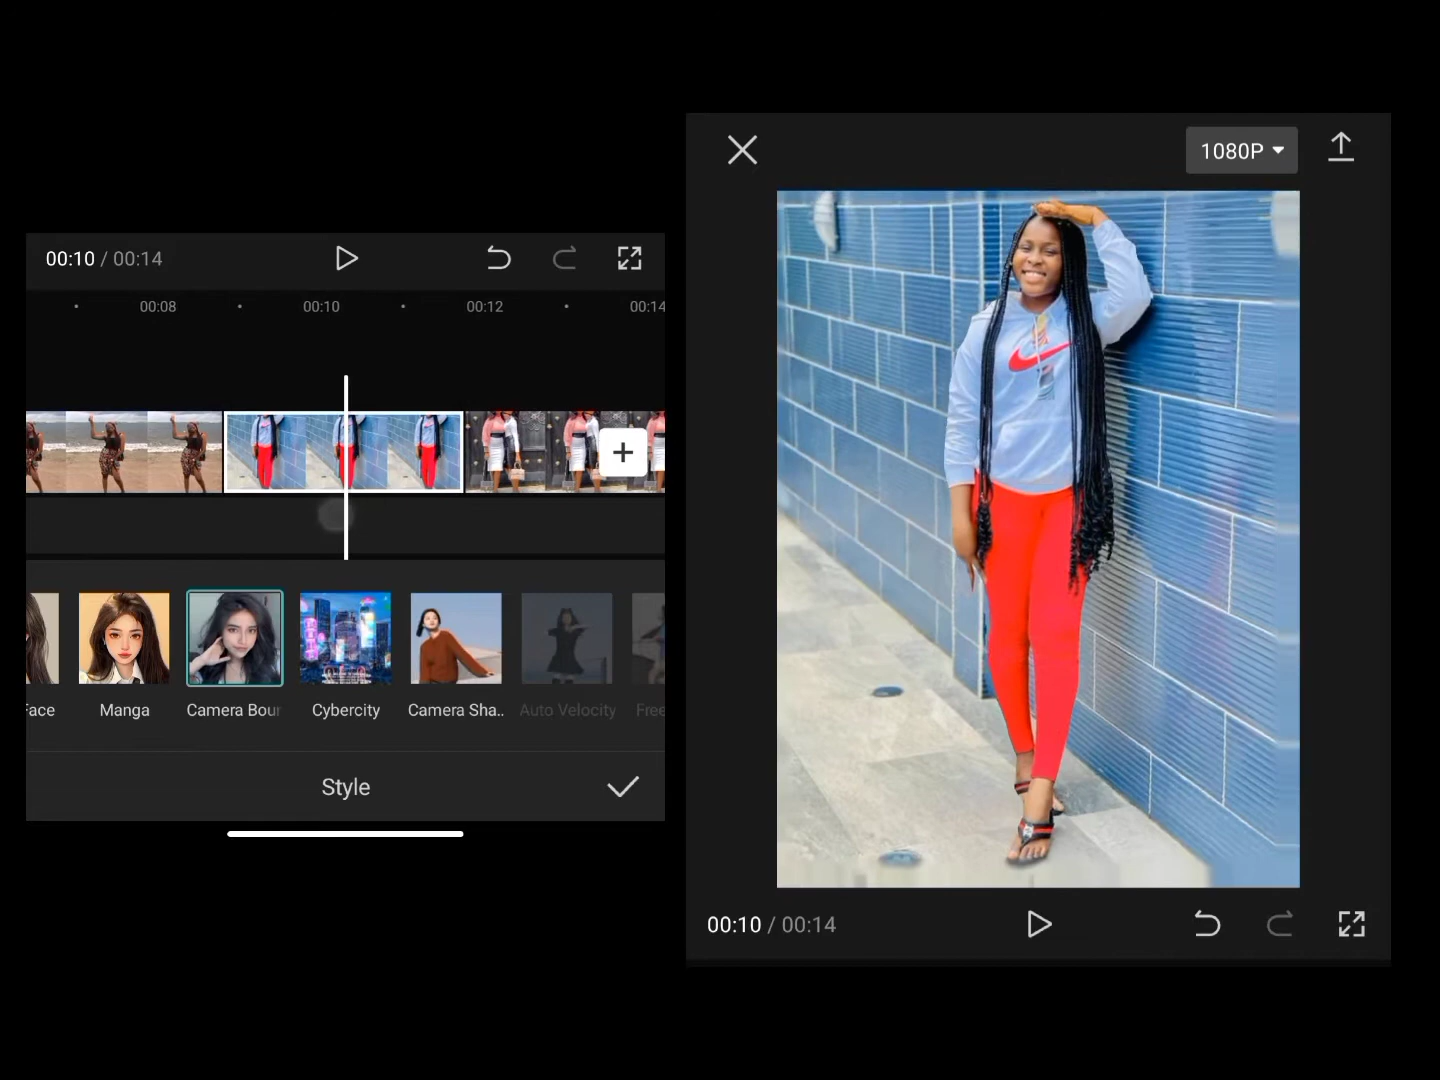 00:10 / 00:14
00:08
00:10
00:12
00:14
Face
Manga
Camera Bour
Cybercity
Camera Sha..
Auto Velocity
Free
Style
1080P
00:10 / 00:14